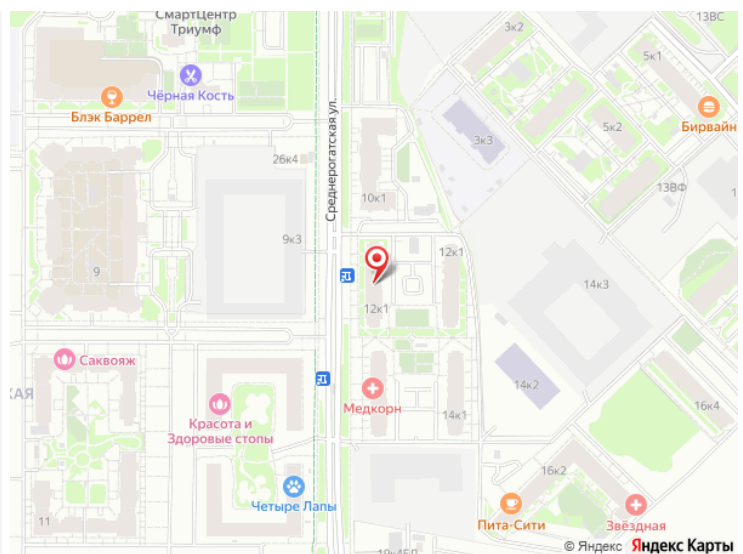 СмартЦентр
Триумф
Чёрная Кость
Блэк Баррел
26к4
Среднерогатская ул.
3к2
13ВС
5к1
3к3
5к2
Бирвайн
13ВФ
10к1
9к3
9
12к1
12к1
14к3
Саквояж
КАЯ
Красота и
Здоровые стопы
Медкорн
14к1
14к2
16к4
16к2
Четыре Лапы
11
Пита-Сити
Звёздная
© Яндекс Яндекс Карты